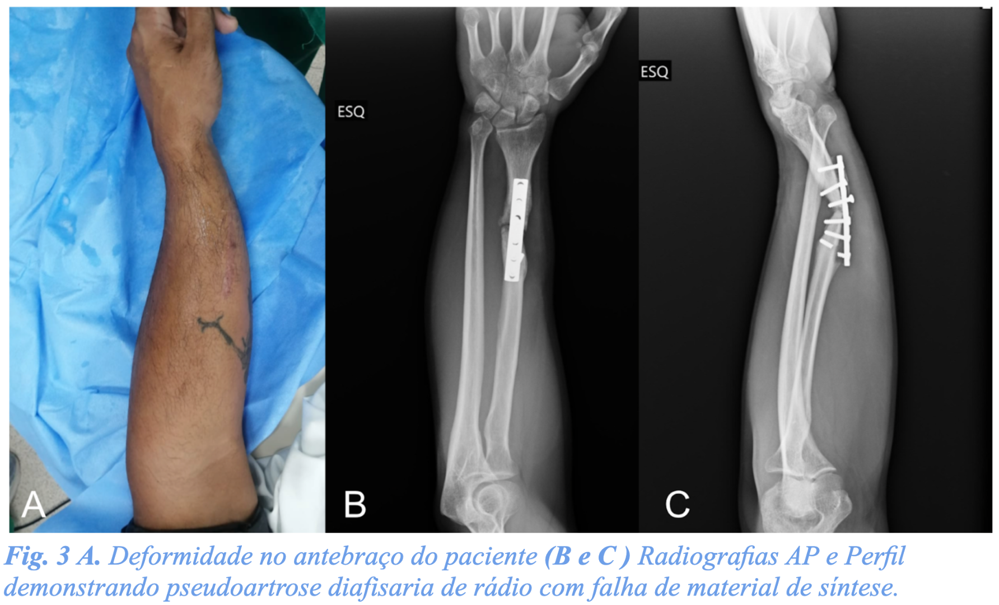 ESQ
ESQ
A
B
C
Fig. 3 A. Deformidade no antebraço do paciente (B e C ) Radiografias AP e Perfil
demonstrando pseudoartrose diafisaria de rádio com falha de material de síntese.